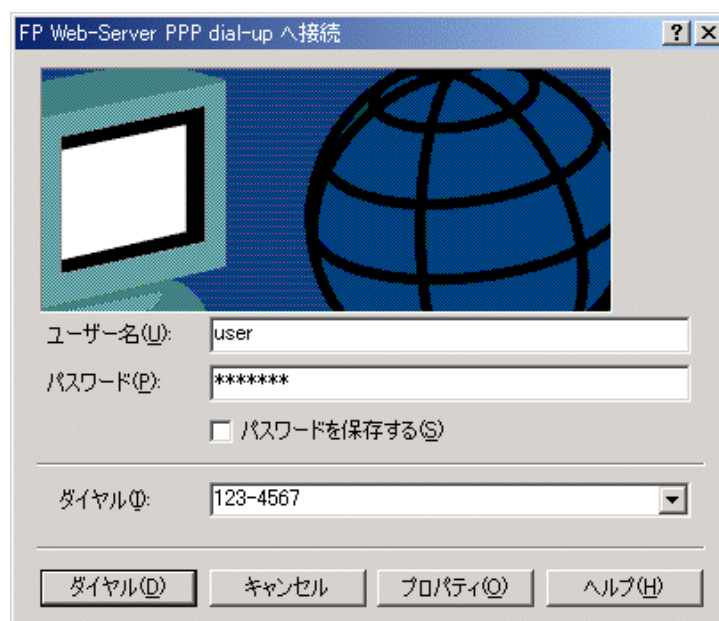 FP Web-Server PPP dial-up へ接続
ユーザー名(U): user
パスワード(P): *******
パスワードを保存する(S)
ダイヤル(I): 123-4567
ダイヤル(D) キャンセル プロパティ(O) ヘルプ(H)